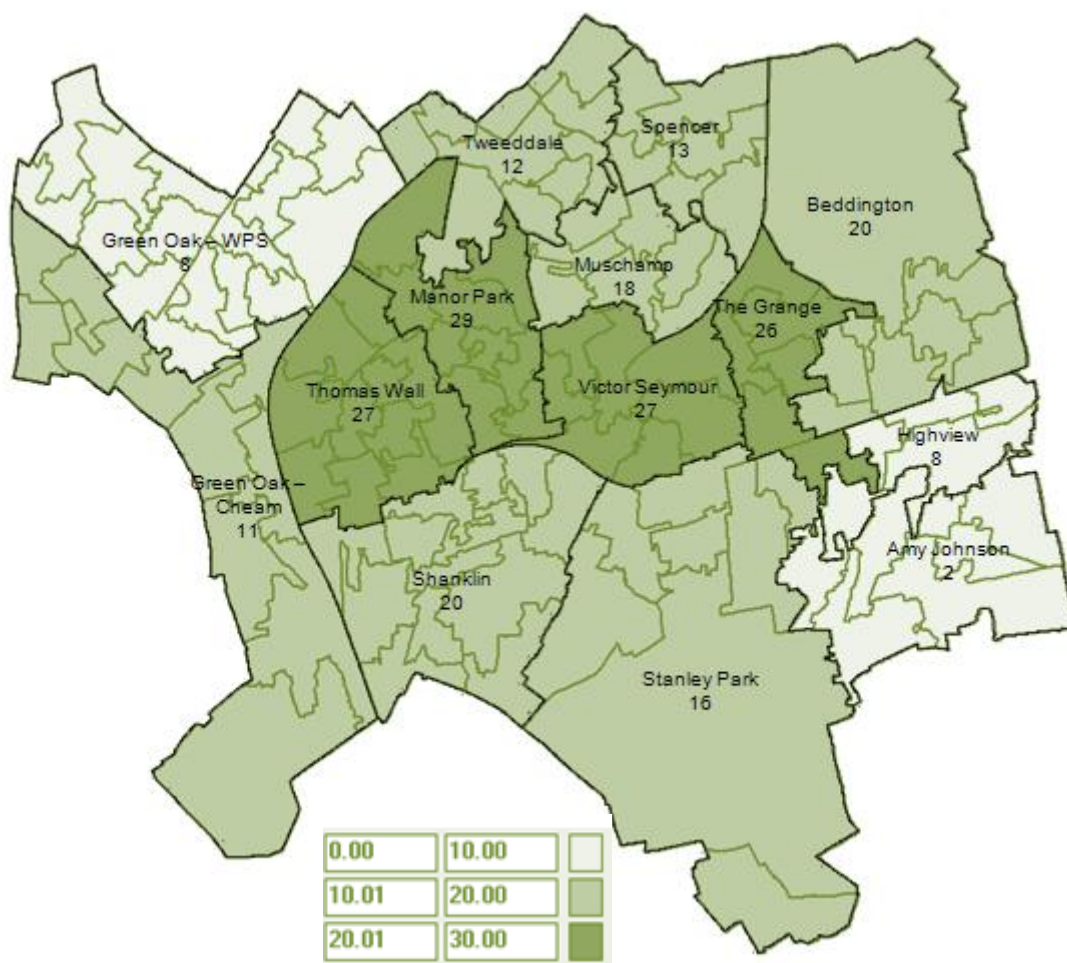 Tweeddale
12
Spencer
13
Beddington
20
Green Oak – WPS
8
Muschamp
18
Manor Park
29
The Grange
26
Thomas Wall
27
Victor Seymour
27
Highview
8
Green Oak –
Cheam
11
Amy Johnson
2
Shanklin
20
Stanley Park
16
0.00 10.00
10.01 20.00
20.01 30.00